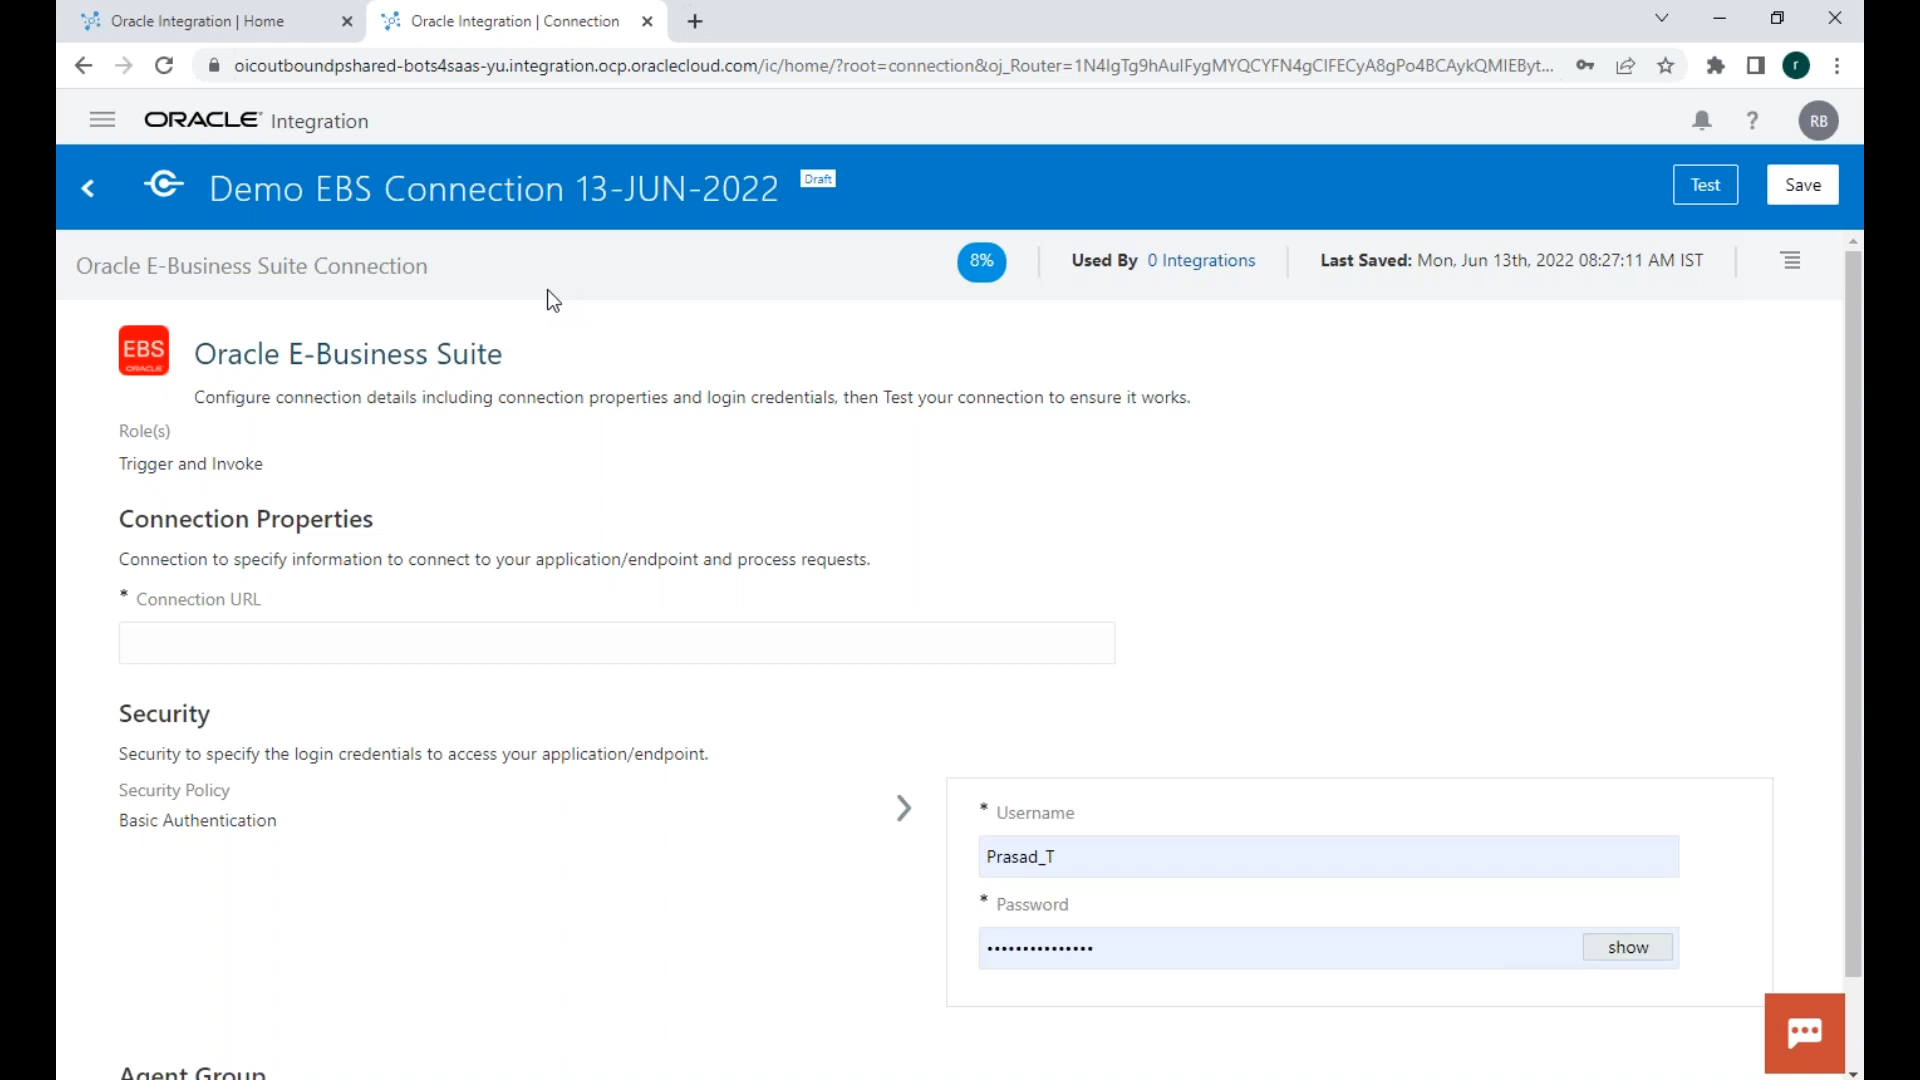 Oracle Integration | Home
Oracle Integration | Connection
oicoutboundpshared-bots4saas-yu.integration.ocp.oraclecloud.com/ic/home/?root=connection&oj_Router=1N4IgTg9hAuIFygMYQCYFN4gCIFECyA8gPo4BCAykQMIEByt...
r
ORACLE Integration
?
RB
Demo EBS Connection 13-JUN-2022
Draft
Test
Save
Oracle E-Business Suite Connection
8%
Used By 0 Integrations
Last Saved: Mon, Jun 13th, 2022 08:27:11 AM IST
EBS
ORACLE
Oracle E-Business Suite
Configure connection details including connection properties and login credentials, then Test your connection to ensure it works.
Role(s)
Trigger and Invoke
Connection Properties
Connection to specify information to connect to your application/endpoint and process requests.
* Connection URL
Security
Security to specify the login credentials to access your application/endpoint.
Security Policy
Basic Authentication
* Username
Prasad_T
* Password
•••••••••••••••
show
Agent Group